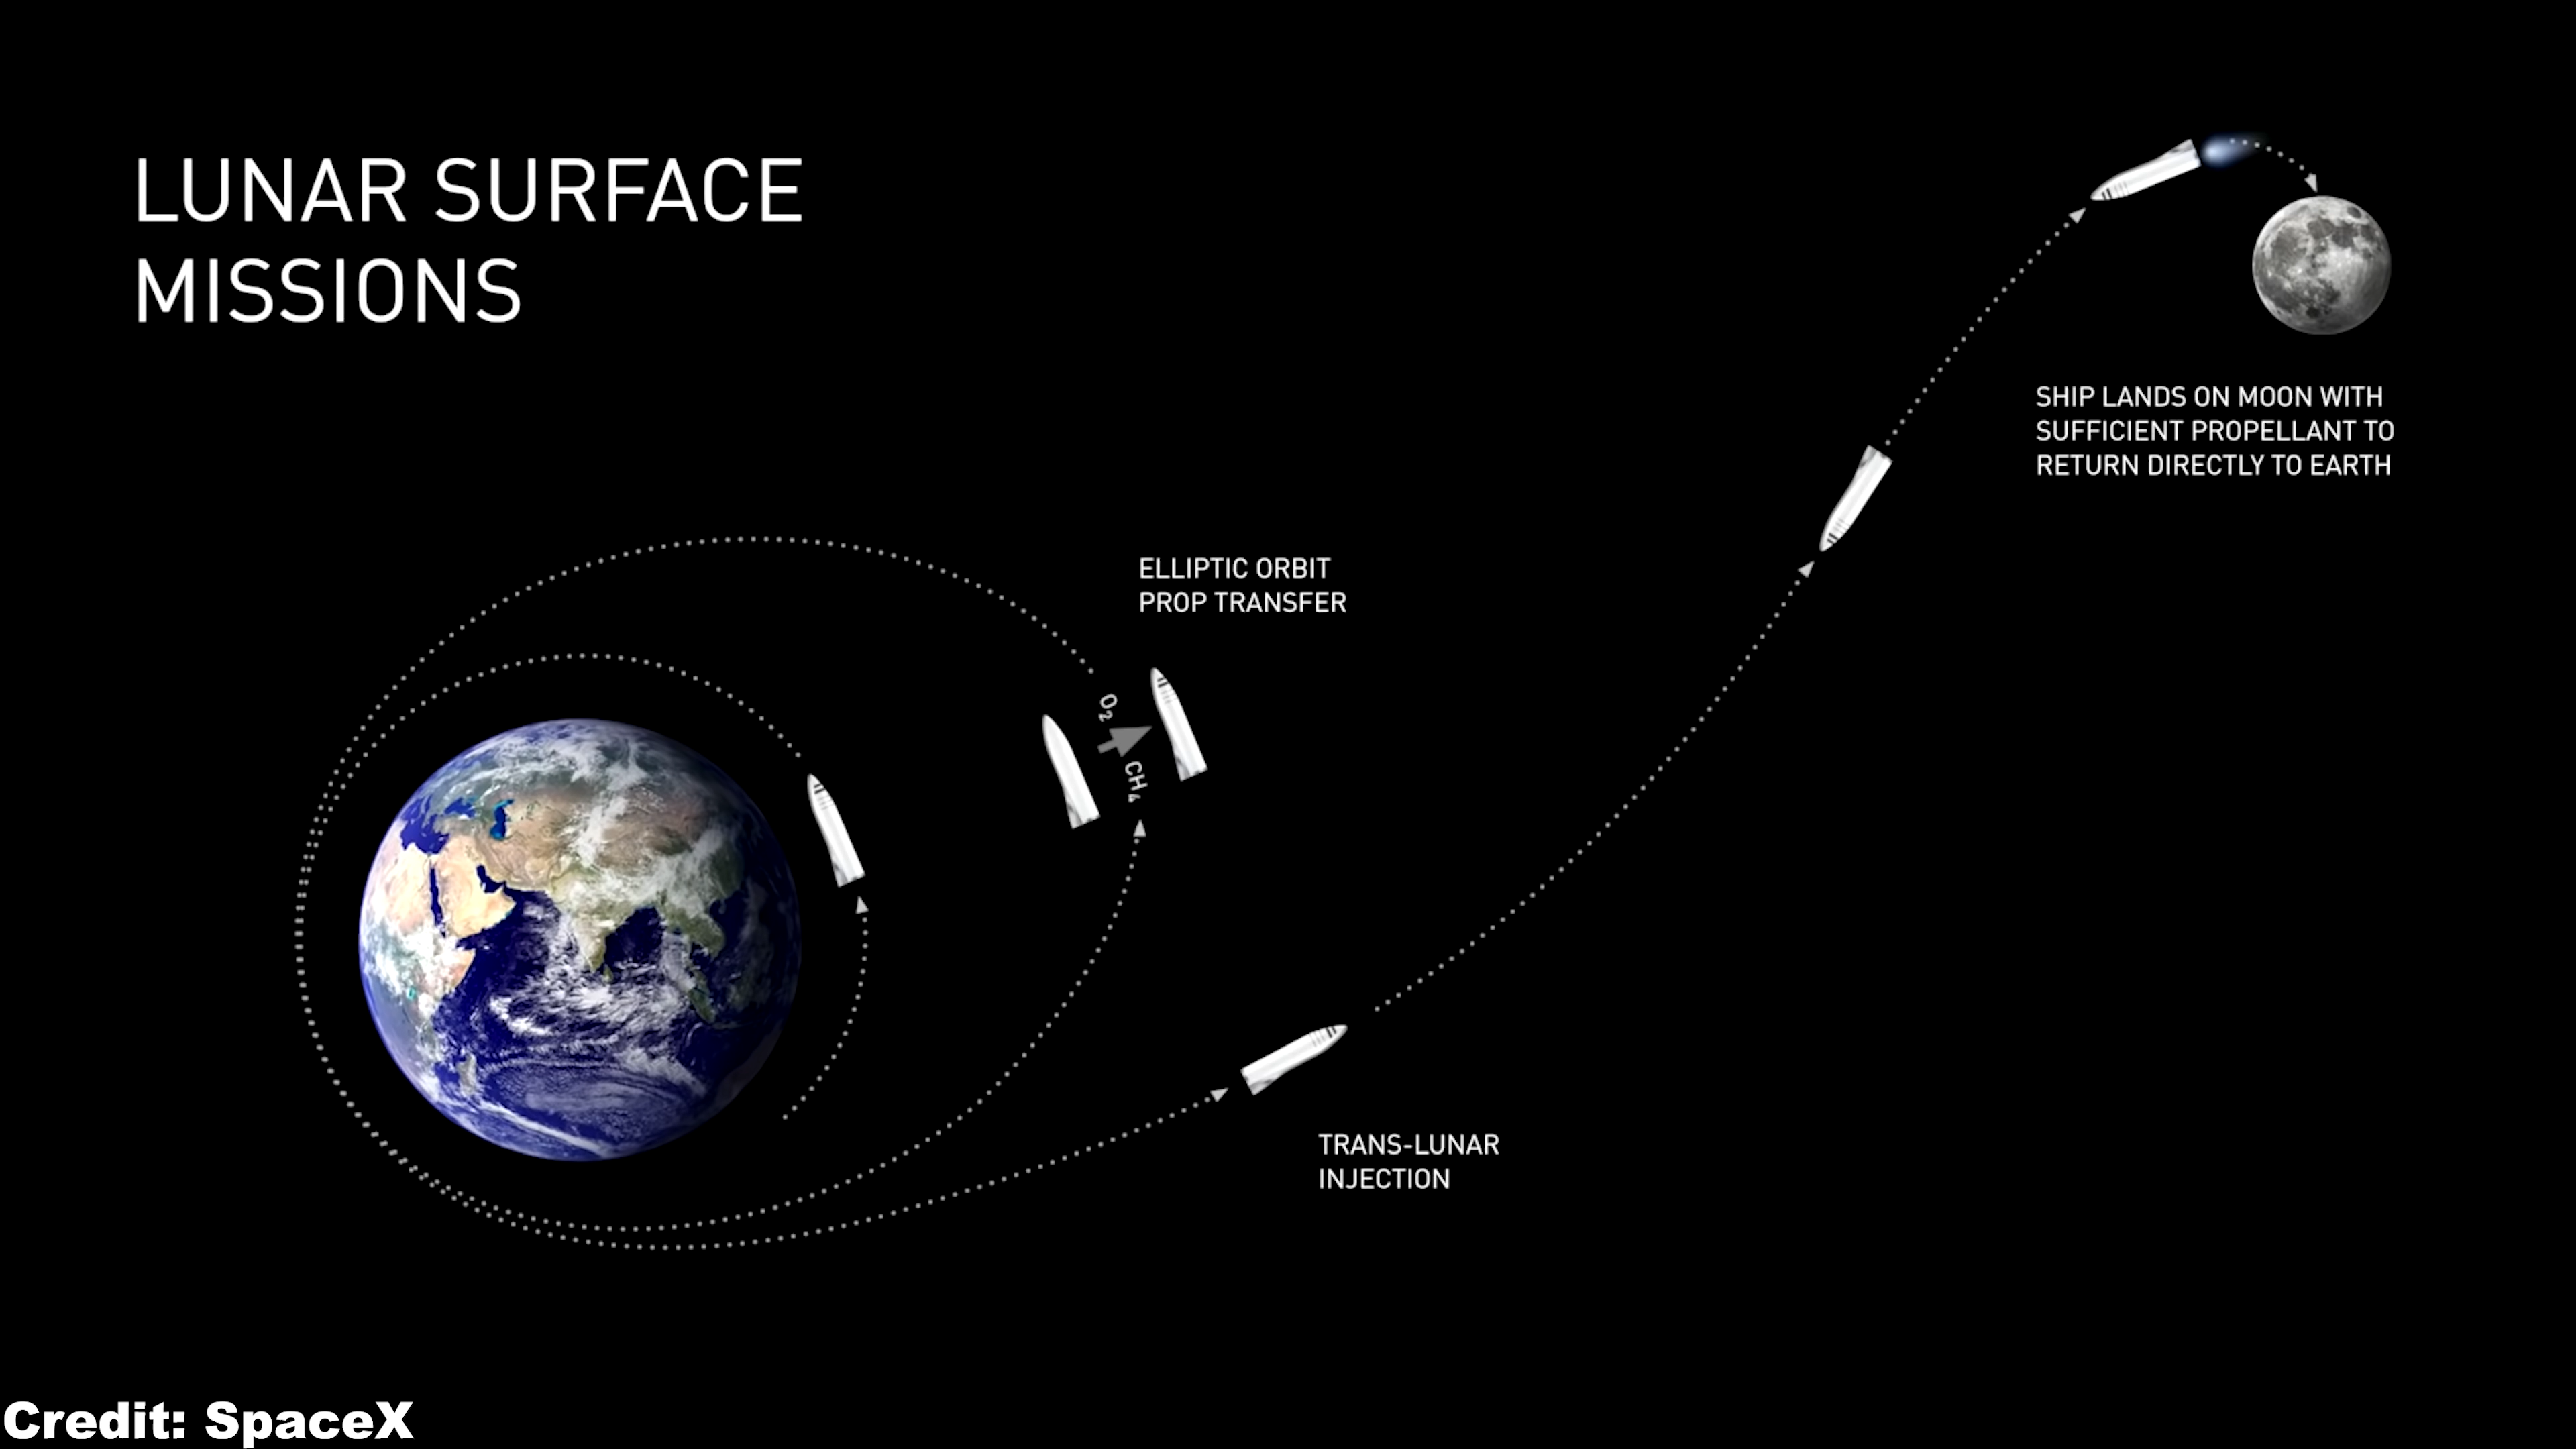 LUNAR SURFACE
MISSIONS
SHIP LANDS ON MOON WITH
SUFFICIENT PROPELLANT TO
RETURN DIRECTLY TO EARTH
ELLIPTIC ORBIT
PROP TRANSFER
O₂
CH₄
TRANS-LUNAR
INJECTION
Credit: SpaceX